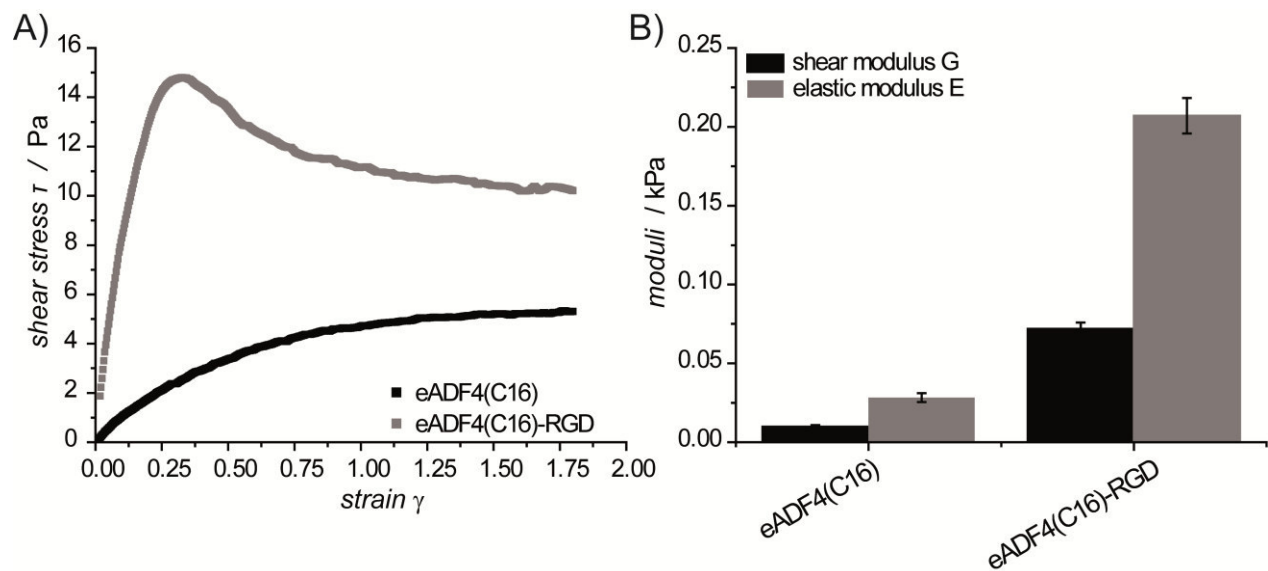 A)
16
14
12
10
8
6
4
2
0
shear stress τ / Pa
eADF4(C16)
eADF4(C16)-RGD
0.00 0.25 0.50 0.75 1.00 1.25 1.50 1.75 2.00
strain γ
B)
0.25
0.20
0.15
0.10
0.05
0.00
moduli / kPa
shear modulus G
elastic modulus E
eADF4(C16)
eADF4(C16)-RGD